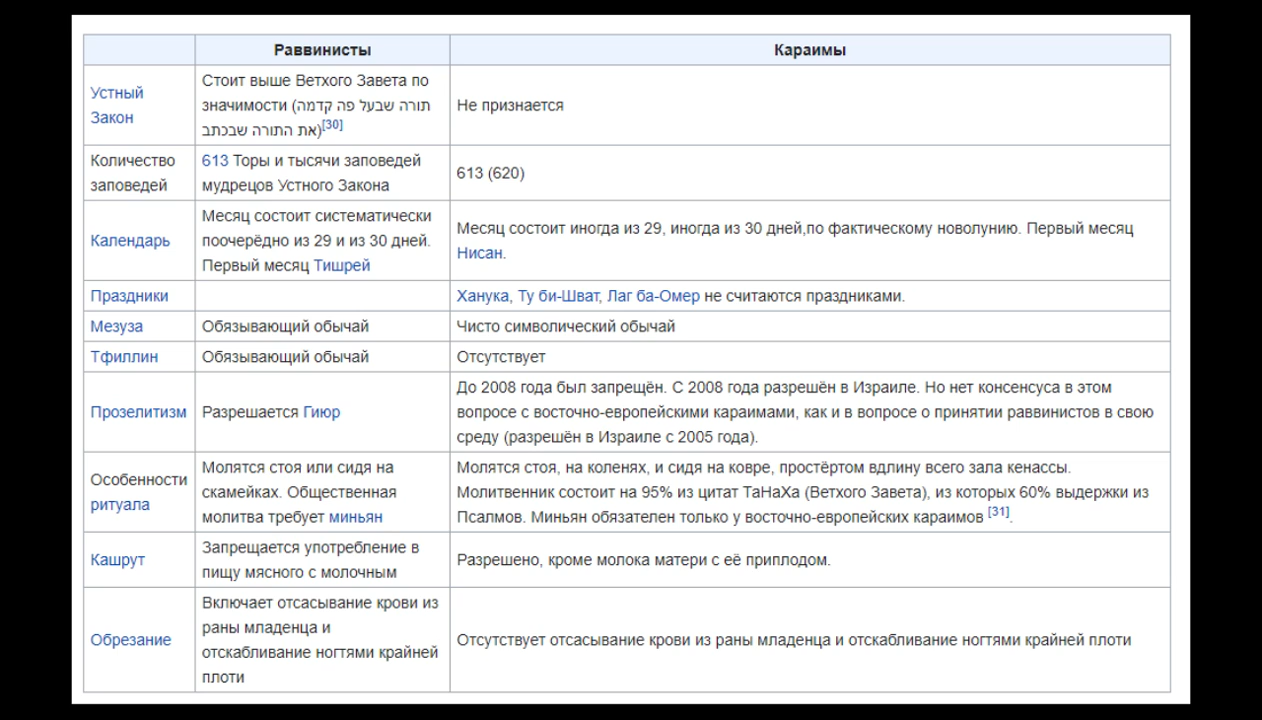 Раввинисты
Караимы
Устный
Закон
Стоит выше Ветхого Завета по
значимости (תורה שבעל פה קדמה
את התורה שבכתב)[30]
Не признается
Количество
заповедей
613 Торы и тысячи заповедей
мудрецов Устного Закона
613 (620)
Календарь
Месяц состоит систематически
поочерёдно из 29 и из 30 дней.
Первый месяц Тишрей
Месяц состоит иногда из 29, иногда из 30 дней,по фактическому новолунию. Первый месяц
Нисан.
Праздники
Ханука, Ту би-Шват, Лаг ба-Омер не считаются праздниками.
Мезуза
Обязывающий обычай
Чисто символический обычай
Тфиллин
Обязывающий обычай
Отсутствует
Прозелитизм
Разрешается Гиюр
До 2008 года был запрещён. С 2008 года разрешён в Израиле. Но нет консенсуса в этом
вопросе с восточно-европейскими караимами, как и в вопросе о принятии раввинистов в свою
среду (разрешён в Израиле с 2005 года).
Особенности
ритуала
Молятся стоя или сидя на
скамейках. Общественная
молитва требует миньян
Молятся стоя, на коленях, и сидя на ковре, простёртом вдлину всего зала кенассы.
Молитвенник состоит на 95% из цитат ТаНаХа (Ветхого Завета), из которых 60% выдержки из
Псалмов. Миньян обязателен только у восточно-европейских караимов [31].
Кашрут
Запрещается употребление в
пищу мясного с молочным
Разрешено, кроме молока матери с её приплодом.
Обрезание
Включает отсасывание крови из
раны младенца и
отскабливание ногтями крайней
плоти
Отсутствует отсасывание крови из раны младенца и отскабливание ногтями крайней плоти